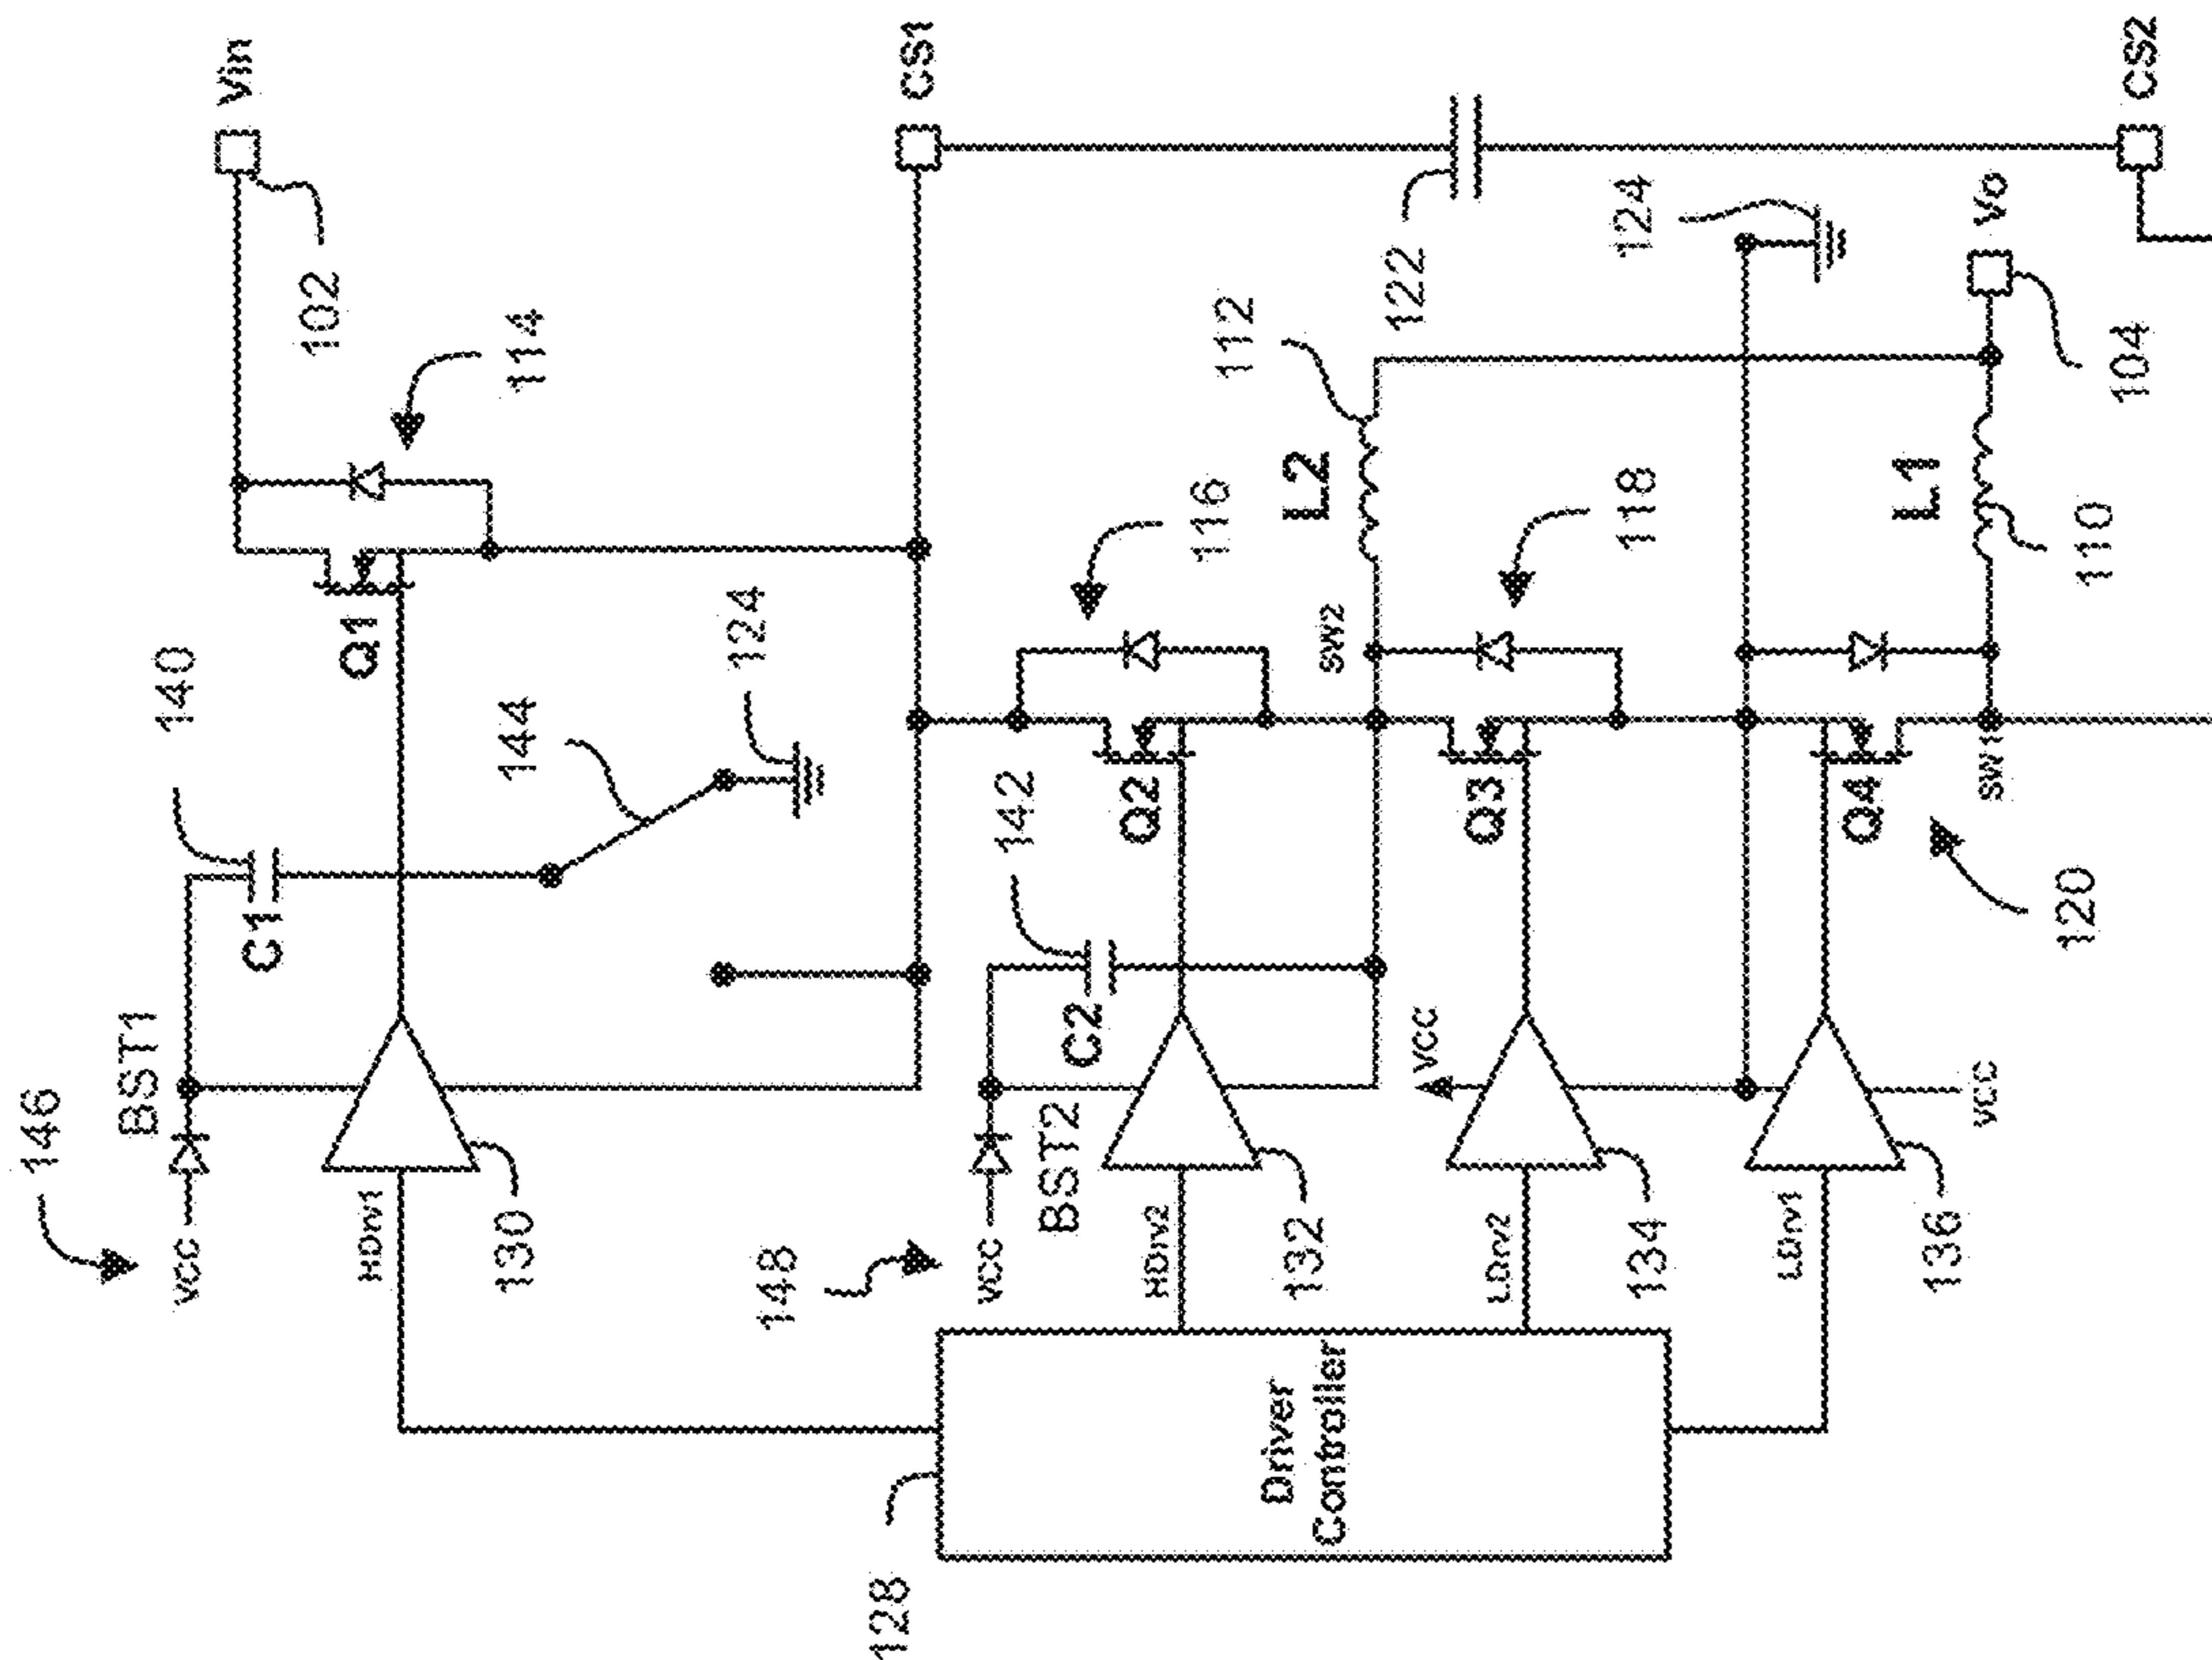 146
VCC
BST1
C1
140
Vin
102
HDrv1
130
Q1
114
144
124
CS1
128
148
VCC
BST2
C2
142
HDrv2
132
Q2
116
SW2
L2
112
122
Driver
Controller
VCC
LDrv2
134
Q3
118
124
LDrv1
136
VCC
Q4
120
SW1
L1
110
Vo
104
CS2